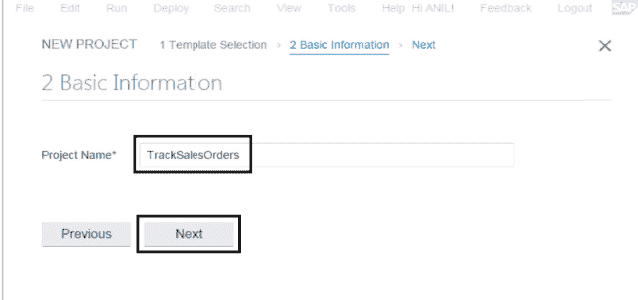 File Edit Run Deploy Search View Tools Help Hi ANIL! Feedback Logout SAP
NEW PROJECT 1 Template Selection › 2 Basic Information › Next ×
2 Basic Information
Project Name* TrackSalesOrders
Previous Next